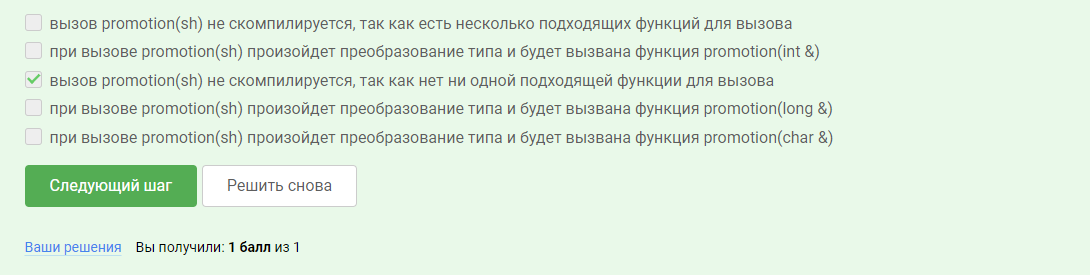 вызов promotion(sh) не скомпилируется, так как есть несколько подходящих функций для вызова
при вызове promotion(sh) произойдет преобразование типа и будет вызвана функция promotion(int &)
вызов promotion(sh) не скомпилируется, так как нет ни одной подходящей функции для вызова
при вызове promotion(sh) произойдет преобразование типа и будет вызвана функция promotion(long &)
при вызове promotion(sh) произойдет преобразование типа и будет вызвана функция promotion(char &)
Следующий шаг Решить снова
Ваши решения Вы получили: 1 балл из 1